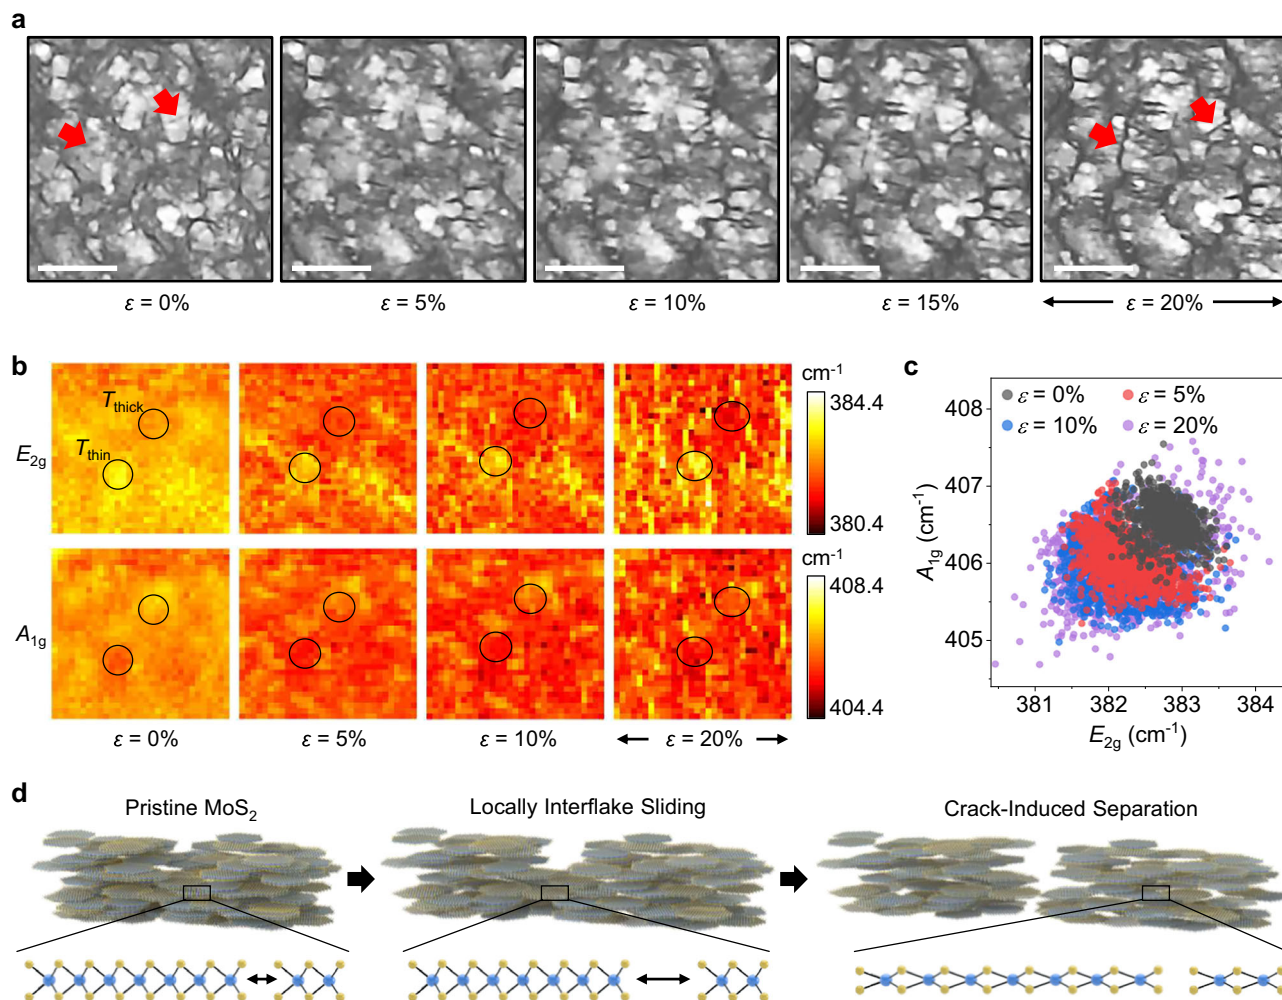 a
ε = 0%
ε = 5%
ε = 10%
ε = 15%
ε = 20%
b
T_thick
T_thin
E_2g
cm⁻¹
384.4
380.4
A_1g
cm⁻¹
408.4
404.4
ε = 0%
ε = 5%
ε = 10%
ε = 20%
c
ε = 0%
ε = 5%
ε = 10%
ε = 20%
408
407
406
405
A_1g (cm⁻¹)
381
382
383
384
E_2g (cm⁻¹)
d
Pristine MoS₂
Locally Interflake Sliding
Crack-Induced Separation